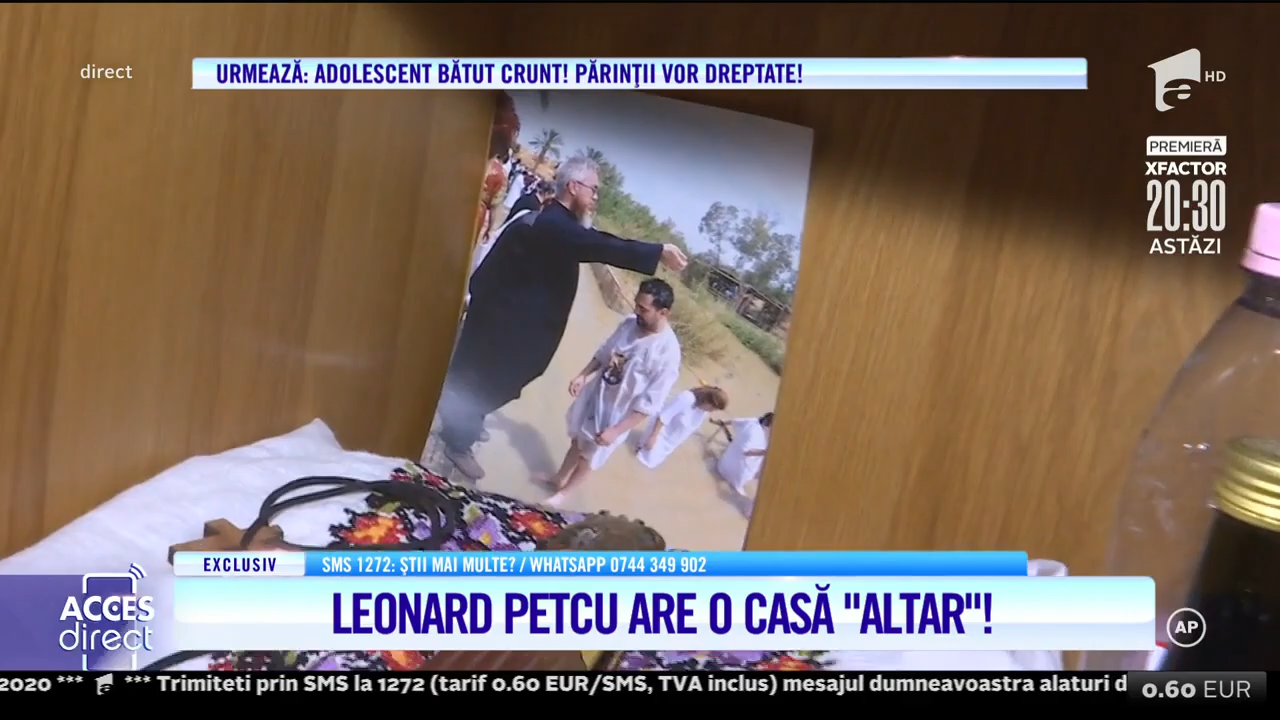 direct
URMEAZĂ: ADOLESCENT BĂTUT CRUNT! PĂRINŢII VOR DREPTATE!
HD
PREMIERĂ
XFACTOR
20:30
ASTĂZI
EXCLUSIV
SMS 1272: ŞTII MAI MULTE? / WHATSAPP 0744 349 902
ACCES
direct
LEONARD PETCU ARE O CASĂ "ALTAR"!
AP
2020 *** *** Trimiteti prin SMS la 1272 (tarif 0.60 EUR/SMS, TVA inclus) mesajul dumneavoastra alaturi d
0.60 EUR